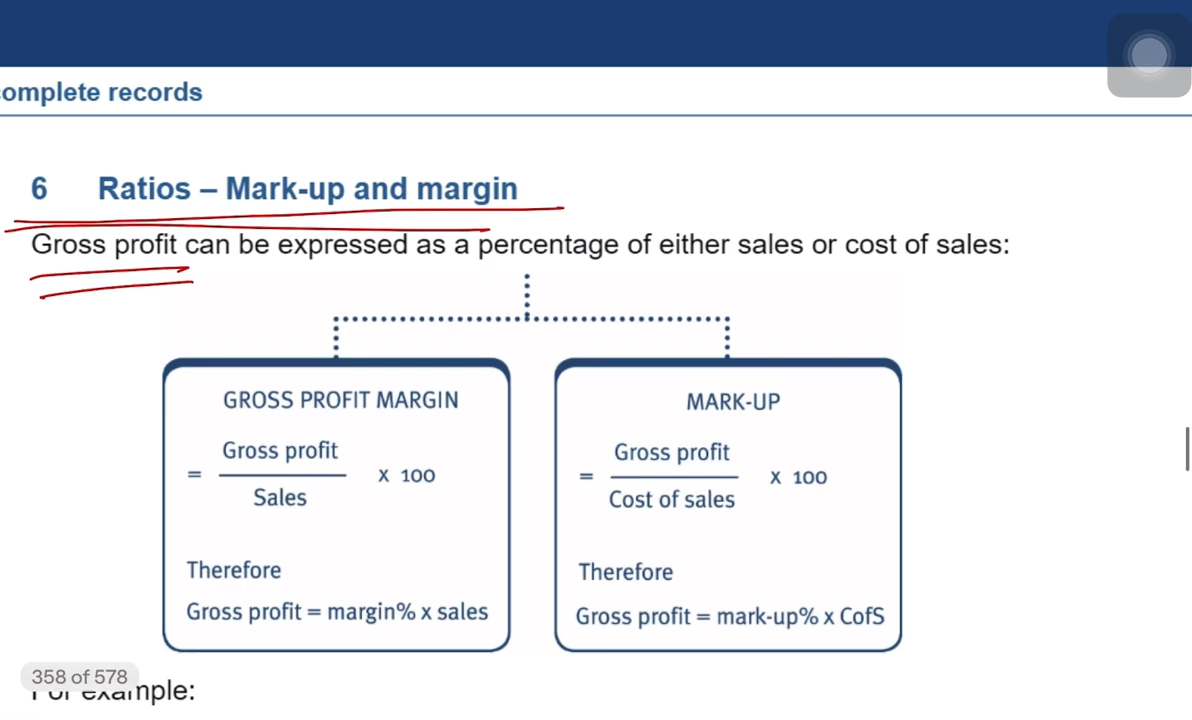 omplete records
6 Ratios – Mark-up and margin
Gross profit can be expressed as a percentage of either sales or cost of sales:
GROSS PROFIT MARGIN
= Gross profit
Sales
X 100
Therefore
Gross profit = margin% x sales
MARK-UP
= Gross profit
Cost of sales
X 100
Therefore
Gross profit = mark-up% x CofS
358 of 578
For example: